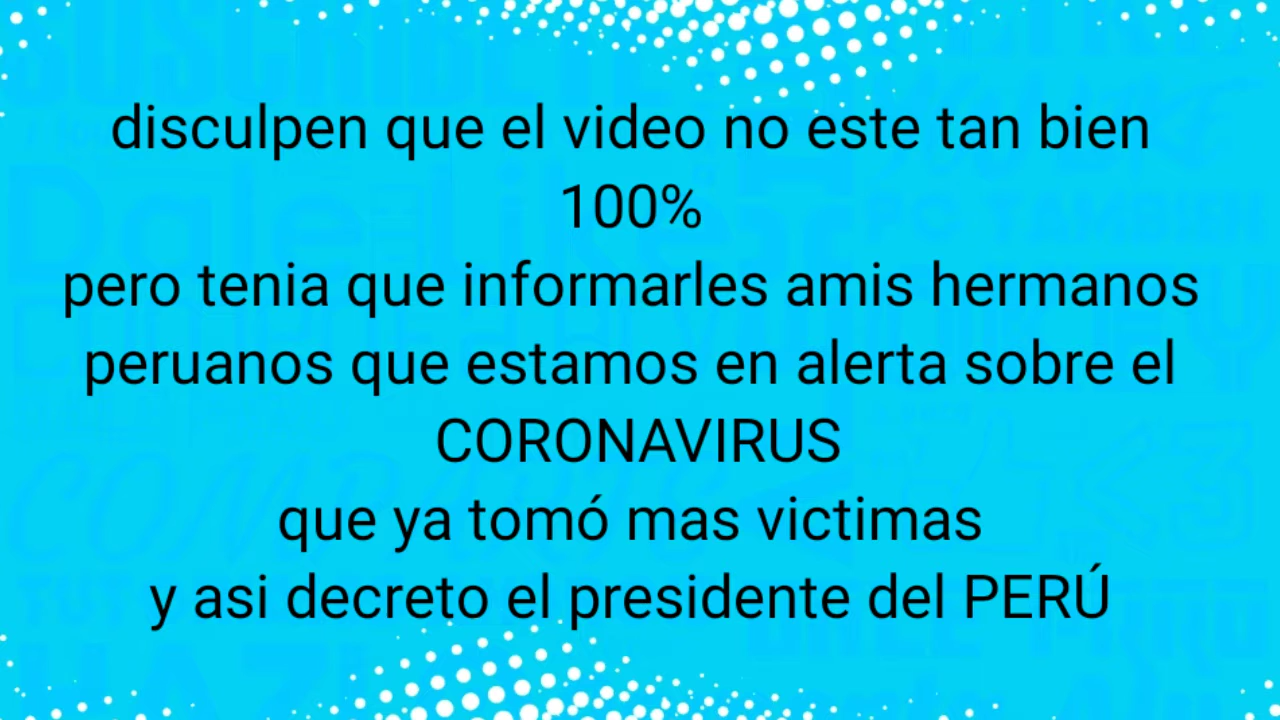 disculpen que el video no este tan bien
100%
pero tenia que informarles amis hermanos
peruanos que estamos en alerta sobre el
CORONAVIRUS
que ya tomó mas victimas
y asi decreto el presidente del PERÚ